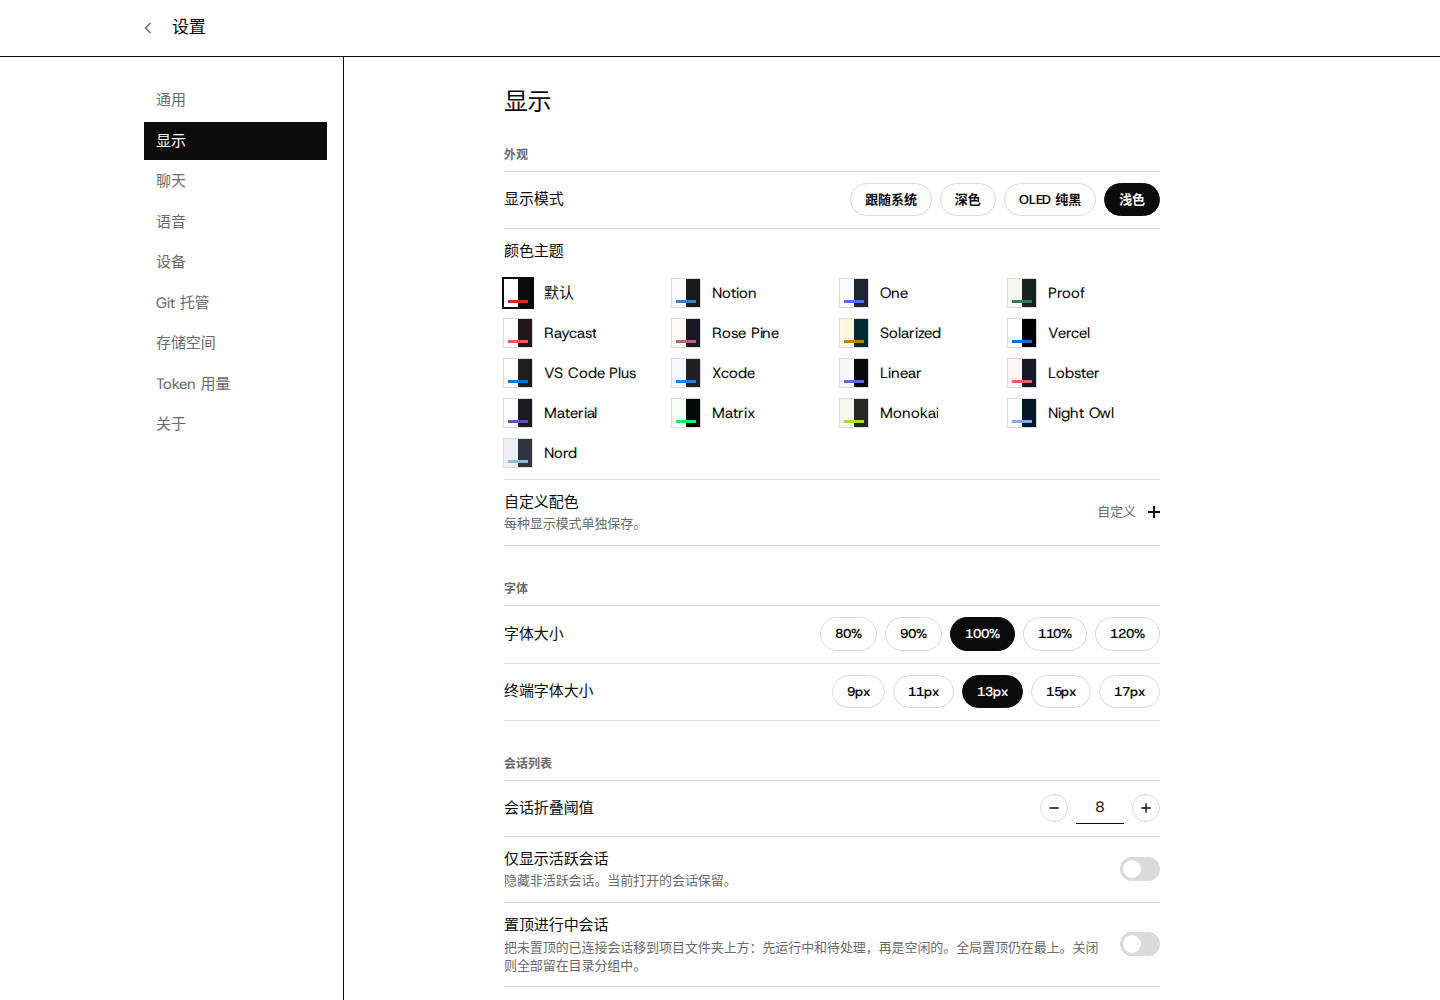 设置
通用
显示
聊天
语音
设备
Git 托管
存储空间
Token 用量
关于
显示
外观
显示模式
跟随系统
深色
OLED 纯黑
浅色
颜色主题
默认
Notion
One
Proof
Raycast
Rose Pine
Solarized
Vercel
VS Code Plus
Xcode
Linear
Lobster
Material
Matrix
Monokai
Night Owl
Nord
自定义配色
每种显示模式单独保存。
自定义
字体
字体大小
80%
90%
100%
110%
120%
终端字体大小
9px
11px
13px
15px
17px
会话列表
会话折叠阈值
8
仅显示活跃会话
隐藏非活跃会话。当前打开的会话保留。
置顶进行中会话
把未置顶的已连接会话移到项目文件夹上方：先运行中和待处理，再是空闲的。全局置顶仍在最上。关闭
则全部留在目录分组中。